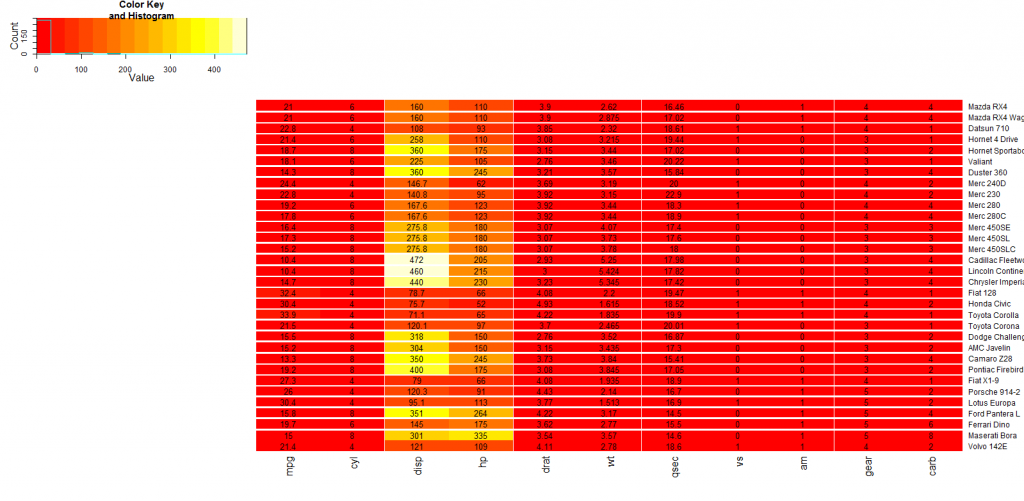 Color Key
and Histogram
Count
150
0
0 100 200 300 400
Value
21 6 160 110 3.9 2.62 16.46 0 1 4 4 Mazda RX4
21 6 160 110 3.9 2.875 17.02 0 1 4 4 Mazda RX4 Wag
22.8 4 108 93 3.85 2.32 18.61 1 1 4 1 Datsun 710
21.4 6 258 110 3.08 3.215 19.44 1 0 3 1 Hornet 4 Drive
18.7 8 360 175 3.15 3.44 17.02 0 0 3 2 Hornet Sportabo
18.1 6 225 105 2.76 3.46 20.22 1 0 3 1 Valiant
14.3 8 360 245 3.21 3.57 15.84 0 0 3 4 Duster 360
24.4 4 146.7 62 3.69 3.19 20 1 0 4 2 Merc 240D
22.8 4 140.8 95 3.92 3.15 22.9 1 0 4 2 Merc 230
19.2 6 167.6 123 3.92 3.44 18.3 1 0 4 4 Merc 280
17.8 6 167.6 123 3.92 3.44 18.9 1 0 4 4 Merc 280C
16.4 8 275.8 180 3.07 4.07 17.4 0 0 3 3 Merc 450SE
17.3 8 275.8 180 3.07 3.73 17.6 0 0 3 3 Merc 450SL
15.2 8 275.8 180 3.07 3.78 18 0 0 3 3 Merc 450SLC
10.4 8 472 205 2.93 5.25 17.98 0 0 3 4 Cadillac Fleetwo
10.4 8 460 215 3 5.424 17.82 0 0 3 4 Lincoln Contine
14.7 8 440 230 3.23 5.345 17.42 0 0 3 4 Chrysler Imperia
32.4 4 78.7 66 4.08 2.2 19.47 1 1 4 1 Fiat 128
30.4 4 75.7 52 4.93 1.615 18.52 1 1 4 2 Honda Civic
33.9 4 71.1 65 4.22 1.835 19.9 1 1 4 1 Toyota Corolla
21.5 4 120.1 97 3.7 2.465 20.01 1 0 3 1 Toyota Corona
15.5 8 318 150 2.76 3.52 16.87 0 0 3 2 Dodge Challeng
15.2 8 304 150 3.15 3.435 17.3 0 0 3 2 AMC Javelin
13.3 8 350 245 3.73 3.84 15.41 0 0 3 4 Camaro Z28
19.2 8 400 175 3.08 3.845 17.05 0 0 3 2 Pontiac Firebird
27.3 4 79 66 4.08 1.935 18.9 1 1 4 1 Fiat X1-9
26 4 120.3 91 4.43 2.14 16.7 0 1 5 2 Porsche 914-2
30.4 4 95.1 113 3.77 1.513 16.9 1 1 5 2 Lotus Europa
15.8 8 351 264 4.22 3.17 14.5 0 1 5 4 Ford Pantera L
19.7 6 145 175 3.62 2.77 15.5 0 1 5 6 Ferrari Dino
15 8 301 335 3.54 3.57 14.6 0 1 5 8 Maserati Bora
21.4 4 121 109 4.11 2.78 18.6 1 1 4 2 Volvo 142E
mpg cyl disp hp drat wt qsec vs am gear carb